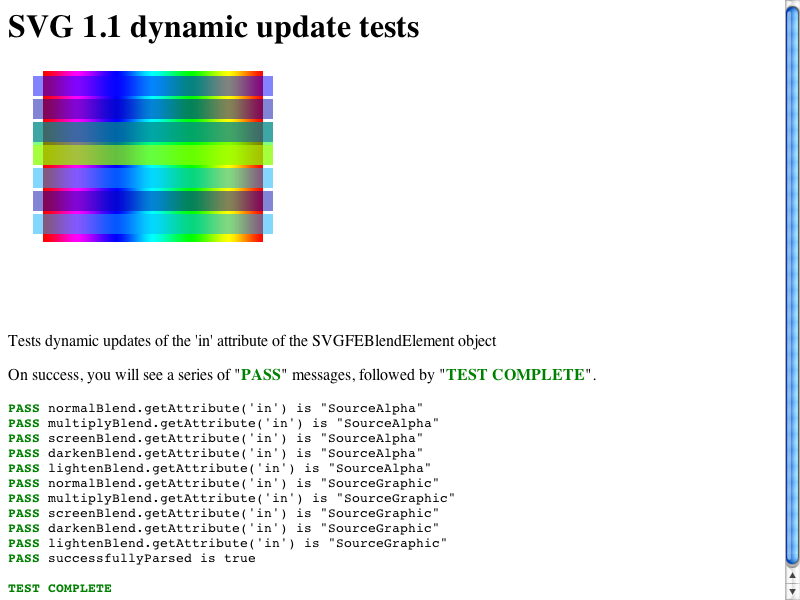 SVG 1.1 dynamic update tests
Tests dynamic updates of the 'in' attribute of the SVGFEBlendElement object
On success, you will see a series of "PASS" messages, followed by "TEST COMPLETE".
PASS normalBlend.getAttribute('in') is "SourceAlpha"
PASS multiplyBlend.getAttribute('in') is "SourceAlpha"
PASS screenBlend.getAttribute('in') is "SourceAlpha"
PASS darkenBlend.getAttribute('in') is "SourceAlpha"
PASS lightenBlend.getAttribute('in') is "SourceAlpha"
PASS normalBlend.getAttribute('in') is "SourceGraphic"
PASS multiplyBlend.getAttribute('in') is "SourceGraphic"
PASS screenBlend.getAttribute('in') is "SourceGraphic"
PASS darkenBlend.getAttribute('in') is "SourceGraphic"
PASS lightenBlend.getAttribute('in') is "SourceGraphic"
PASS successfullyParsed is true
TEST COMPLETE